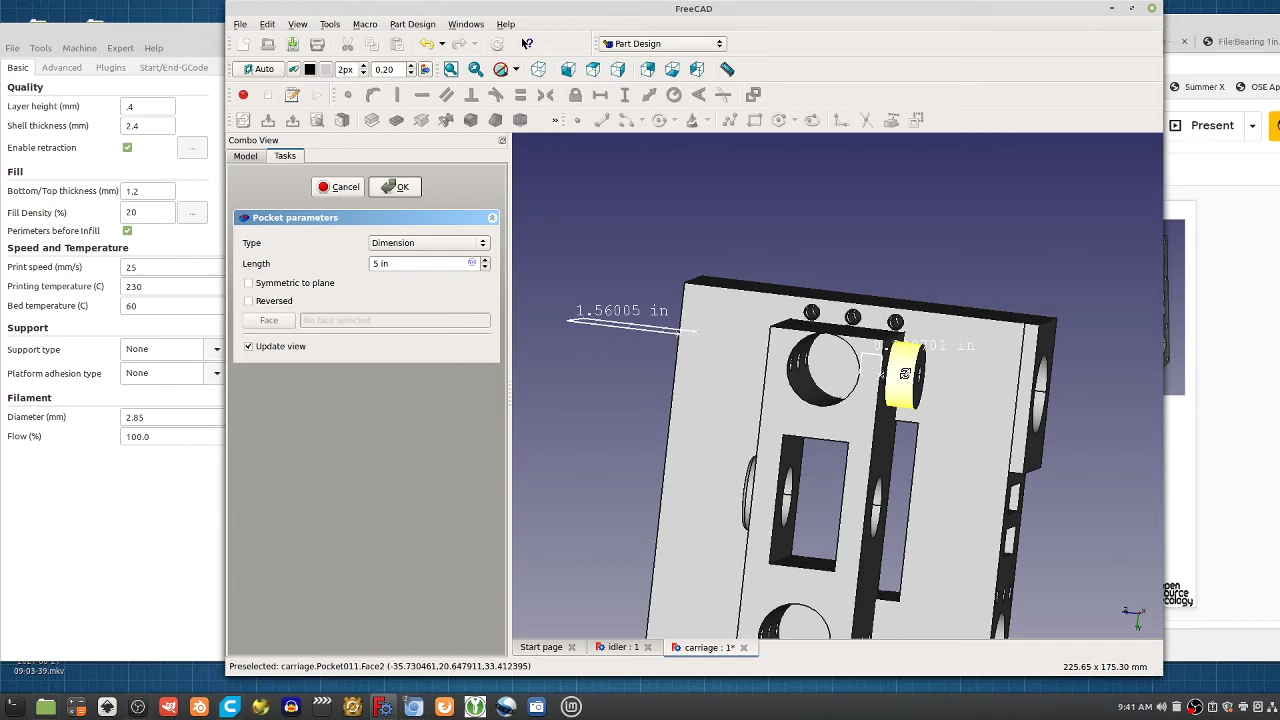 FreeCAD
File Edit View Tools Macro Part Design Windows Help
Part Design
Auto 2px 0.20
Combo View
Model Tasks
Cancel OK
Pocket parameters
Type Dimension
Length 5 in
Symmetric to plane
Reversed
Face No face selected
Update view
1.56005 in
Start page idler : 1 carriage : 1*
Preselected: carriage.Pocket011.Face2 (-35.730461,20.647911,33.412395)
225.65 x 175.30 mm
File Tools Machine Expert Help
Basic Advanced Plugins Start/End-GCode
Quality
Layer height (mm) .4
Shell thickness (mm) 2.4
Enable retraction ...
Fill
Bottom/Top thickness (mm) 1.2
Fill Density (%) 20 ...
Perimeters before Infill
Speed and Temperature
Print speed (mm/s) 25
Printing temperature (C) 230
Bed temperature (C) 60
Support
Support type None
Platform adhesion type None
Filament
Diameter (mm) 2.85
Flow (%) 100.0
09:03:39.mkv
File:Bearing 1in.
Summer X OSE Ap
Present
source
ecology
9:41 AM